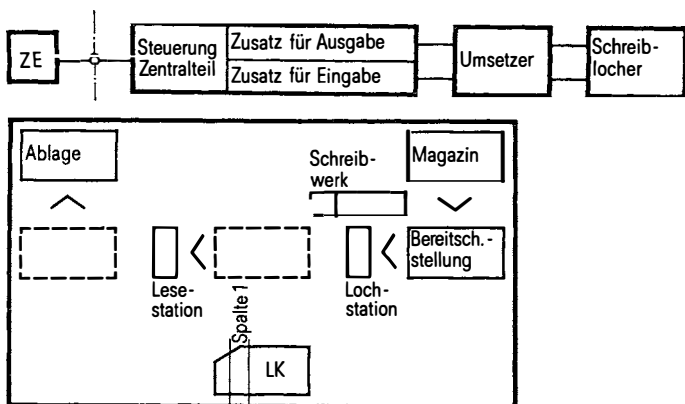 ZE
Steuerung
Zentralteil
Zusatz für Ausgabe
Zusatz für Eingabe
Umsetzer
Schreib-
locher
Ablage
Schreib-
werk
Magazin
Bereitsch.-
stellung
Lese-
station
Loch-
station
Spalte 1
LK